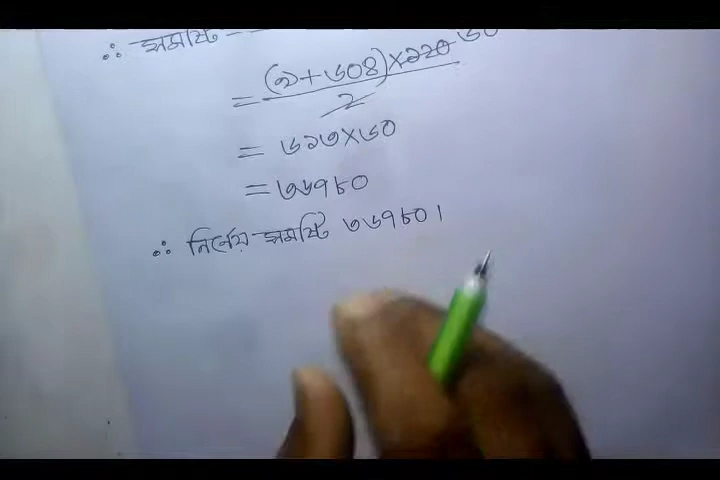 ∴ সমষ্টি =
= (৯+৬০৪)×১২০ ৬০ / ২
= ৬১৩×৬০
= ৩৬৭৮০
∴ নির্ণেয় সমষ্টি ৩৬৭৮০।